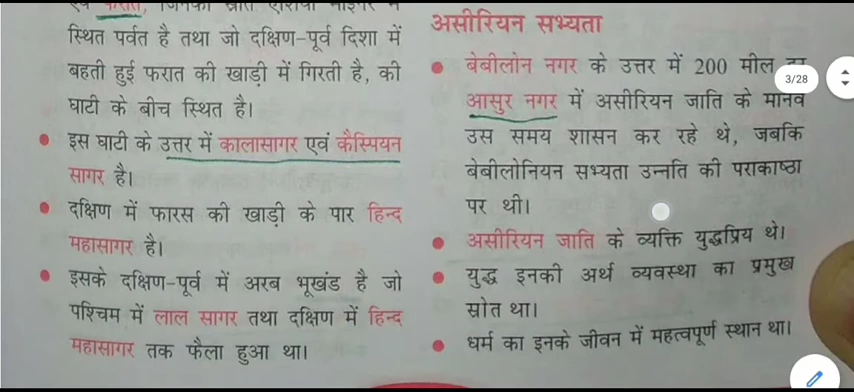 स्थित पर्वत है तथा जो दक्षिण-पूर्व दिशा में
बहती हुई फरात की खाड़ी में गिरती है, की
घाटी के बीच स्थित है।
इस घाटी के उत्तर में कालासागर एवं कैस्पियन
सागर है।
दक्षिण में फारस की खाड़ी के पार हिन्द
महासागर है।
इसके दक्षिण-पूर्व में अरब भूखंड है जो
पश्चिम में लाल सागर तथा दक्षिण में हिन्द
महासागर तक फैला हुआ था।
असीरियन सभ्यता
बेबीलोन नगर के उत्तर में 200 मील
आसुर नगर में असीरियन जाति के मानव
उस समय शासन कर रहे थे, जबकि
बेबीलोनियन सभ्यता उन्नति की पराकाष्ठा
पर थी।
असीरियन जाति के व्यक्ति युद्धप्रिय थे।
युद्ध इनकी अर्थ व्यवस्था का प्रमुख
स्रोत था।
धर्म का इनके जीवन में महत्वपूर्ण स्थान था।
3/28